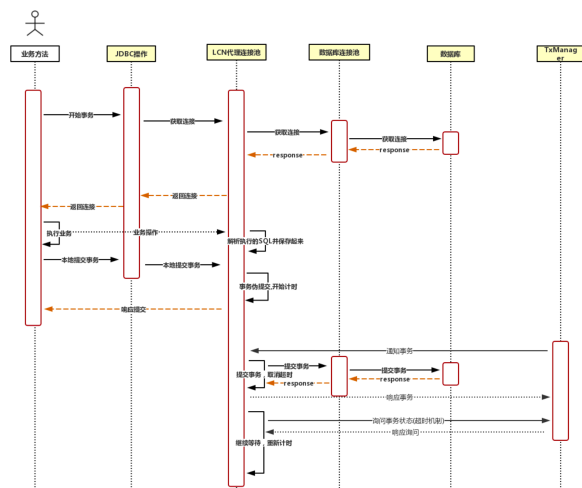 业务方法
JDBC操作
LCN代理连接池
数据库连接池
数据库
TxManag
er
开始事务
获取连接
获取连接
获取连接
response
response
返回连接
返回连接
执行业务
业务操作
解析执行的SQL并保存起来
本地提交事务
本地提交事务
事务伪提交,开始计时
响应提交
通知事务
提交事务，取消超时
提交事务
提交事务
response
response
响应事务
询问事务状态(超时机制)
响应询问
继续等待，重新计时